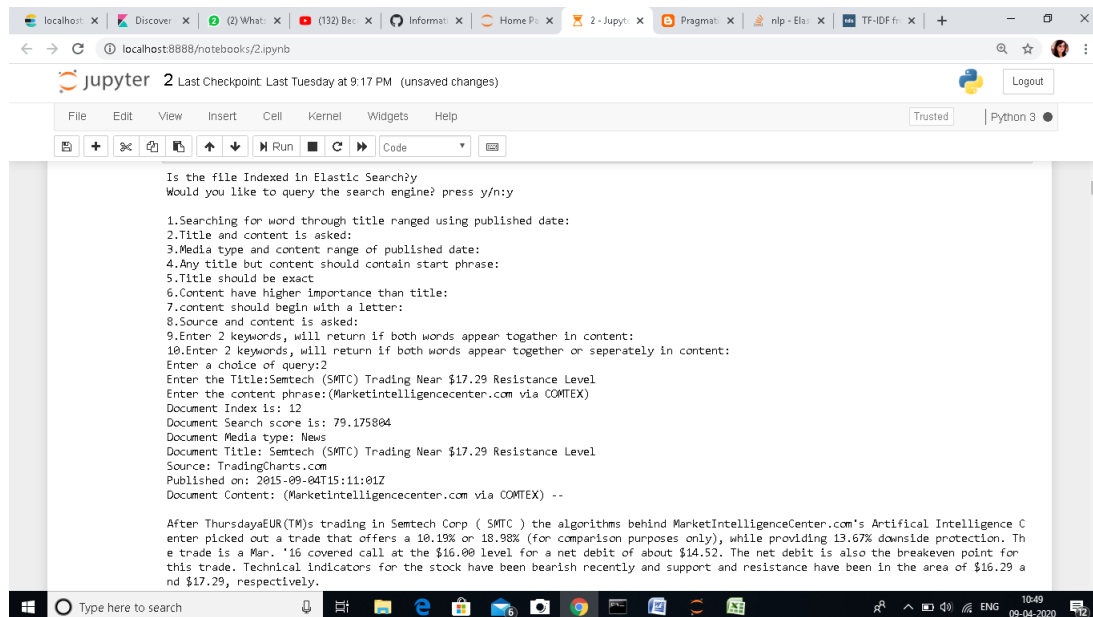 localhost: Discover (2) Whats (132) Bec Informati Home Pa 2 - Jupyte Pragmati nlp - Elas TF-IDF fr
localhost:8888/notebooks/2.ipynb
jupyter 2 Last Checkpoint: Last Tuesday at 9:17 PM (unsaved changes) Logout
File Edit View Insert Cell Kernel Widgets Help Trusted Python 3
Run Code
Is the file Indexed in Elastic Search?y
Would you like to query the search engine? press y/n:y
1.Searching for word through title ranged using published date:
2.Title and content is asked:
3.Media type and content range of published date:
4.Any title but content should contain start phrase:
5.Title should be exact
6.Content have higher importance than title:
7.content should begin with a letter:
8.Source and content is asked:
9.Enter 2 keywords, will return if both words appear togather in content:
10.Enter 2 keywords, will return if both words appear together or seperately in content:
Enter a choice of query:2
Enter the Title:Semtech (SMTC) Trading Near $17.29 Resistance Level
Enter the content phrase:(Marketintelligencecenter.com via COMTEX)
Document Index is: 12
Document Search score is: 79.175804
Document Media type: News
Document Title: Semtech (SMTC) Trading Near $17.29 Resistance Level
Source: TradingCharts.com
Published on: 2015-09-04T15:11:01Z
Document Content: (Marketintelligencecenter.com via COMTEX) --
After ThursdayaEUR(TM)s trading in Semtech Corp ( SMTC ) the algorithms behind MarketIntelligenceCenter.com's Artifical Intelligence C
enter picked out a trade that offers a 10.19% or 18.98% (for comparison purposes only), while providing 13.67% downside protection. Th
e trade is a Mar. '16 covered call at the $16.00 level for a net debit of about $14.52. The net debit is also the breakeven point for
this trade. Technical indicators for the stock have been bearish recently and support and resistance have been in the area of $16.29 a
nd $17.29, respectively.
Type here to search 6 ENG 10:49
09-04-2020 12